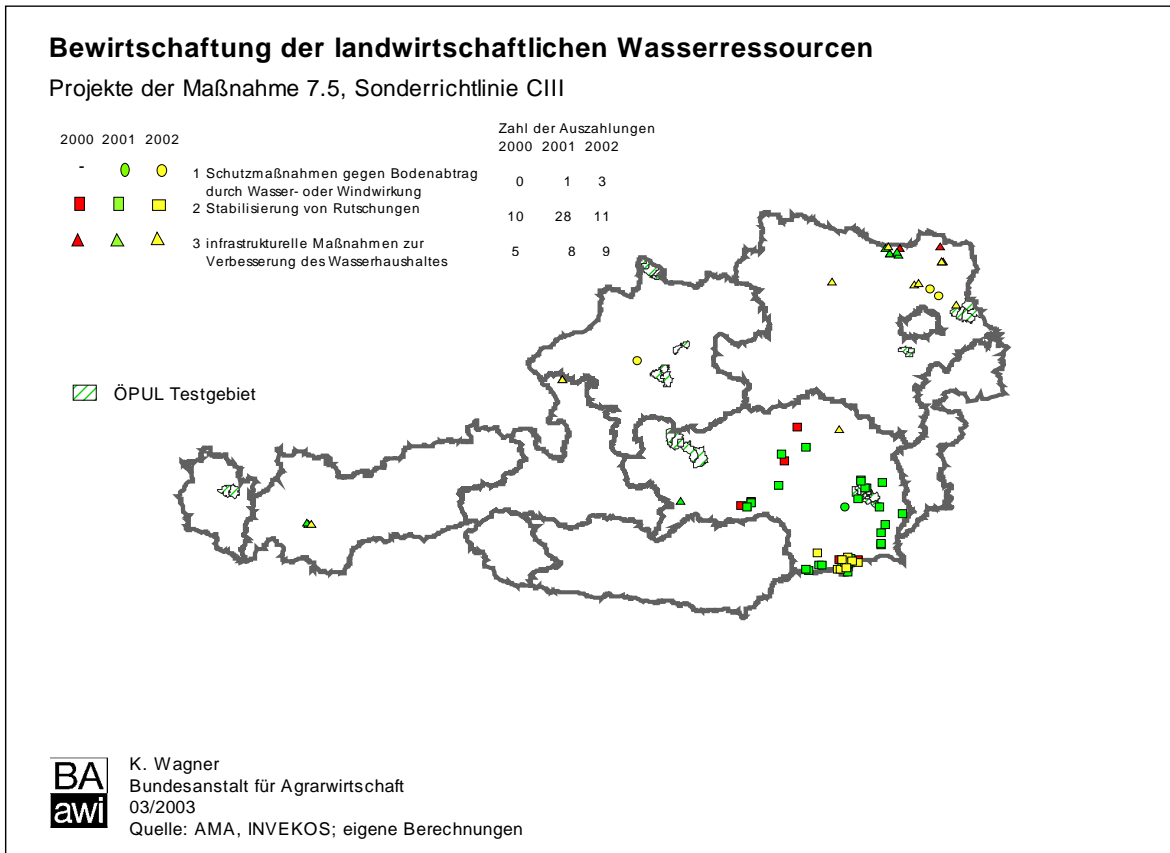 Bewirtschaftung der landwirtschaftlichen Wasserressourcen
Projekte der Maßnahme 7.5, Sonderrichtlinie CIII
2000 2001 2002
-
1 Schutzmaßnahmen gegen Bodenabtrag
durch Wasser- oder Windwirkung
2 Stabilisierung von Rutschungen
3 infrastrukturelle Maßnahmen zur
Verbesserung des Wasserhaushaltes
Zahl der Auszahlungen
2000 2001 2002
0 1 3
10 28 11
5 8 9
ÖPUL Testgebiet
BA
awi
K. Wagner
Bundesanstalt für Agrarwirtschaft
03/2003
Quelle: AMA, INVEKOS; eigene Berechnungen